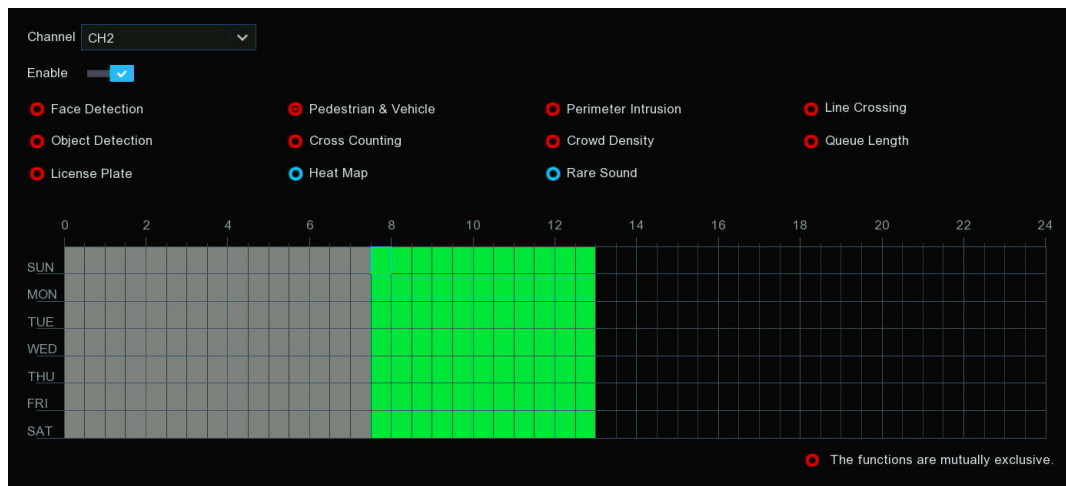 Channel CH2
Enable
Face Detection Pedestrian & Vehicle Perimeter Intrusion Line Crossing
Object Detection Cross Counting Crowd Density Queue Length
License Plate Heat Map Rare Sound
0 2 4 6 8 10 12 14 16 18 20 22 24
SUN
MON
TUE
WED
THU
FRI
SAT
The functions are mutually exclusive.